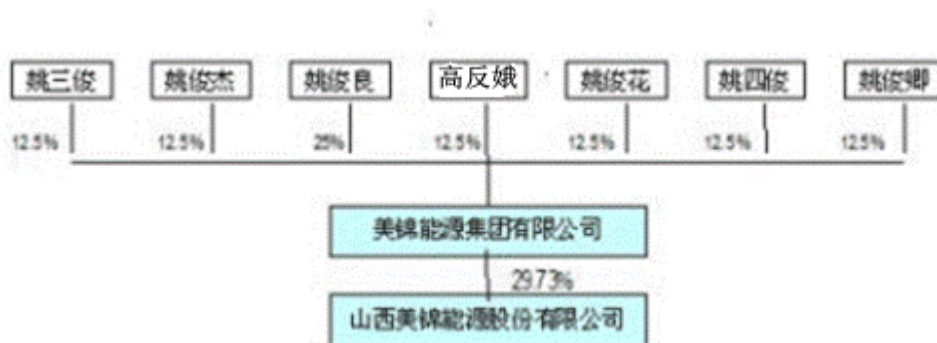 姚三俊 姚俊杰 姚俊良 高反娥 姚俊花 姚四俊 姚俊卿
12.5% 12.5% 25% 12.5% 12.5% 12.5% 12.5%
美锦能源集团有限公司
29.73%
山西美锦能源股份有限公司